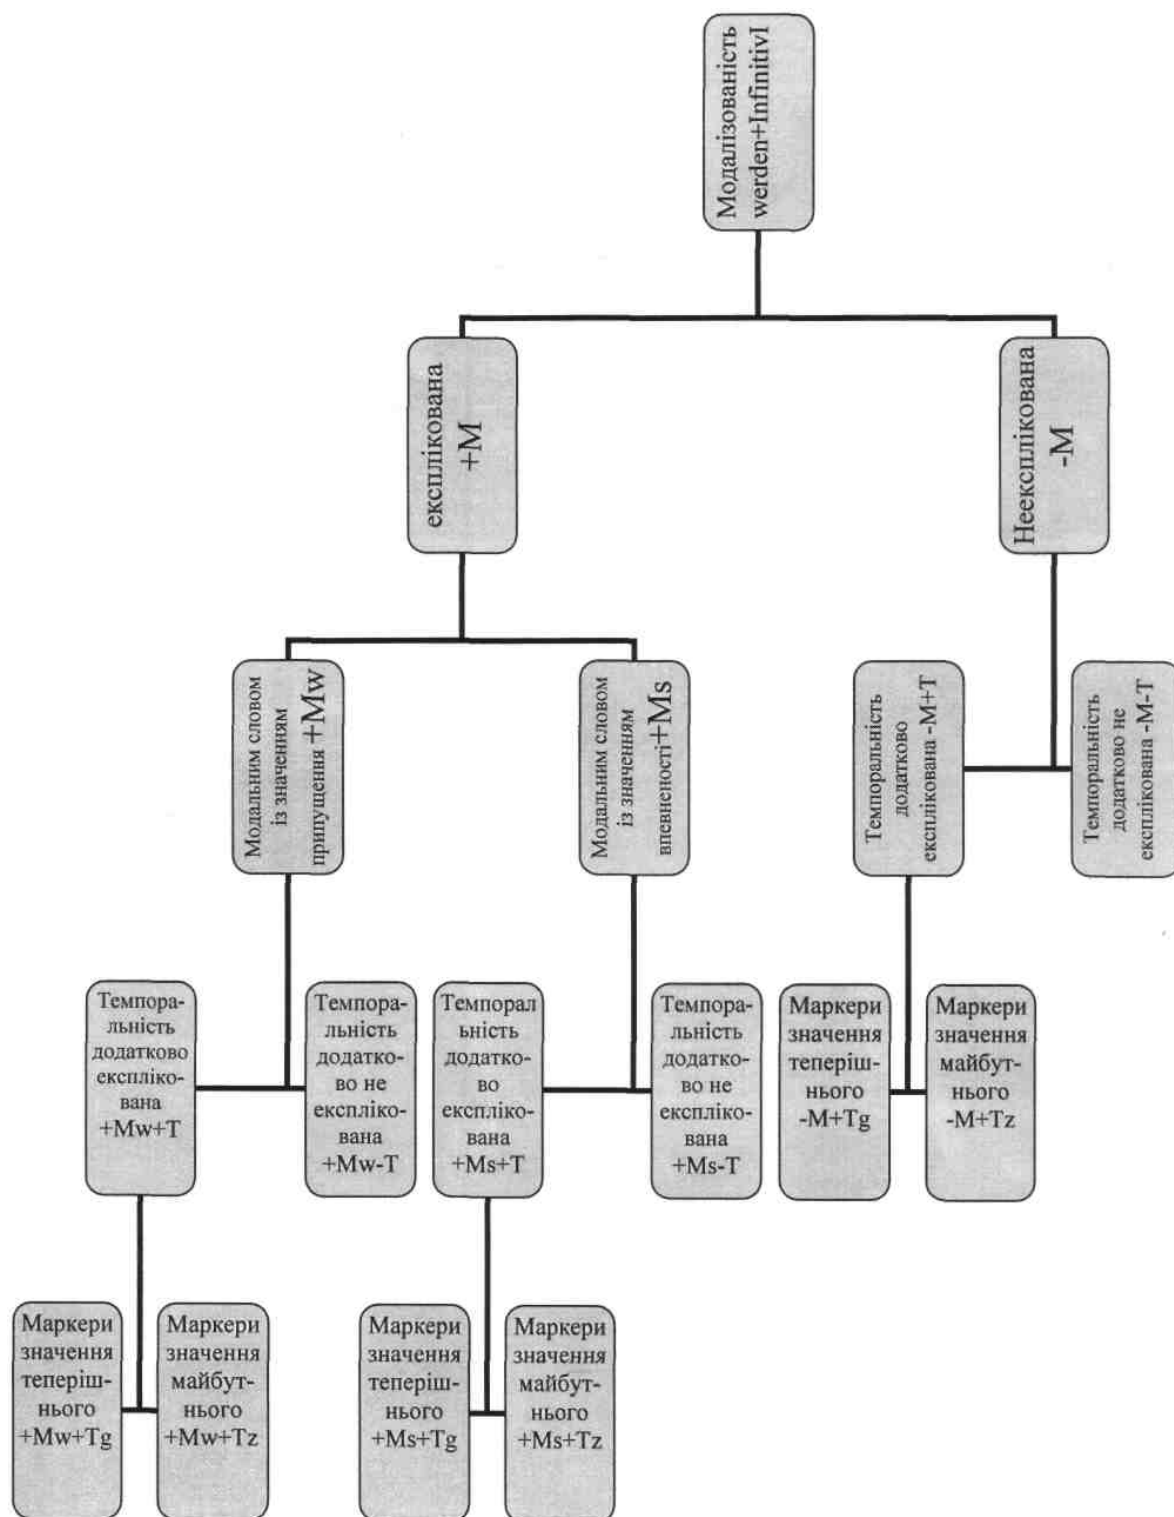 Модалізованість
werden+InfinitivI
експлікована
+М
Неексплікована
-М
Модальним словом
із значенням
припущення +Mw
Модальним словом
із значенням
впевненості+Ms
Темпоральність
додатково
експлікована -М+Т
Темпоральність
додатково не
експлікована -М-Т
Темпора-
льність
додатково
експліко-
вана
+Mw+T
Темпора-
льність
додатко-
во не
експліко-
вана
+Mw-T
Темпорал
ьність
додатко-
во
експліко-
вана
+Ms+T
Темпора-
льність
додатко-
во не
експліко-
вана
+Ms-T
Маркери
значення
теперіш-
нього
-M+Tg
Маркери
значення
майбут-
нього
-M+Tz
Маркери
значення
теперіш-
нього
+Mw+Tg
Маркери
значення
майбут-
нього
+Mw+Tz
Маркери
значення
теперіш-
нього
+Ms+Tg
Маркери
значення
майбут-
нього
+Ms+Tz